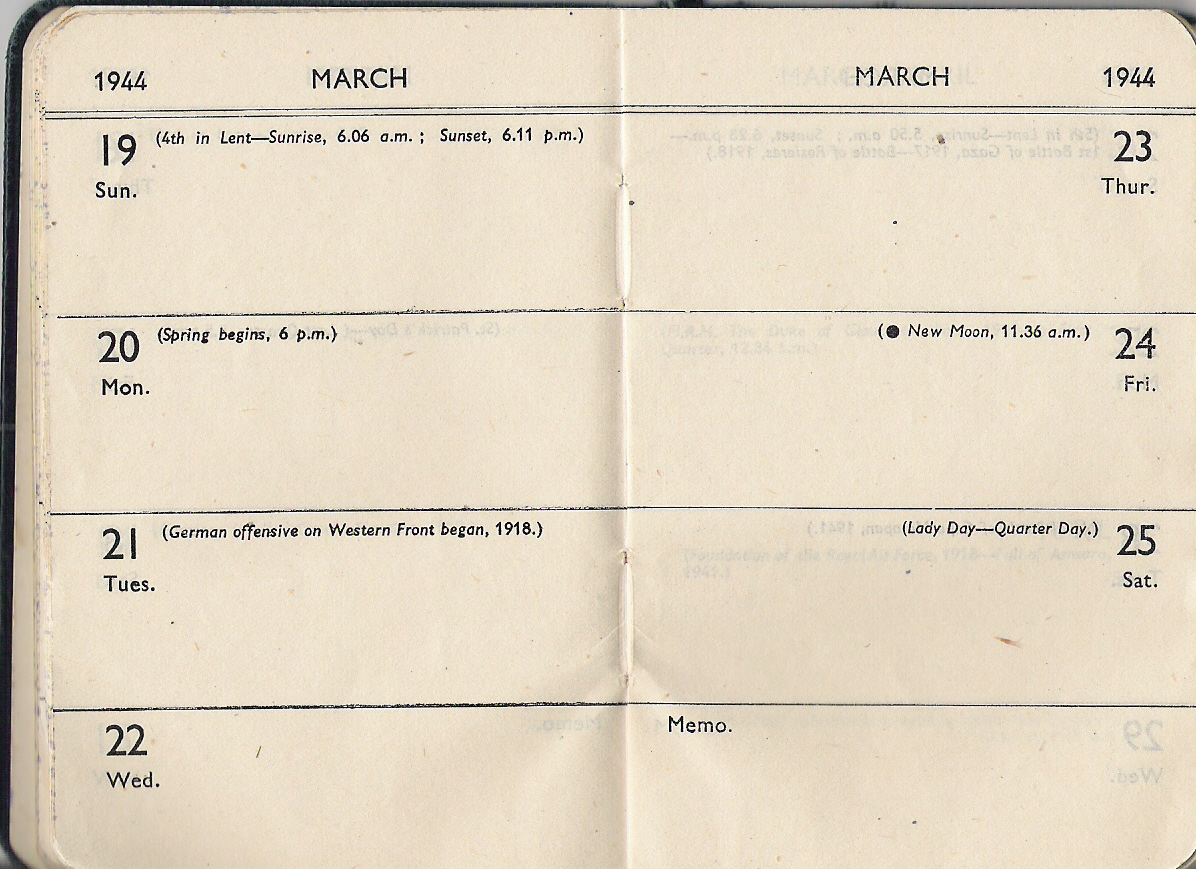 1944 MARCH
19 (4th in Lent—Sunrise, 6.06 a.m. ; Sunset, 6.11 p.m.)
Sun.
20 (Spring begins, 6 p.m.)
Mon.
21 (German offensive on Western Front began, 1918.)
Tues.
22
Wed.
MARCH 1944
23
Thur.
(● New Moon, 11.36 a.m.) 24
Fri.
(Lady Day—Quarter Day.) 25
Sat.
Memo.